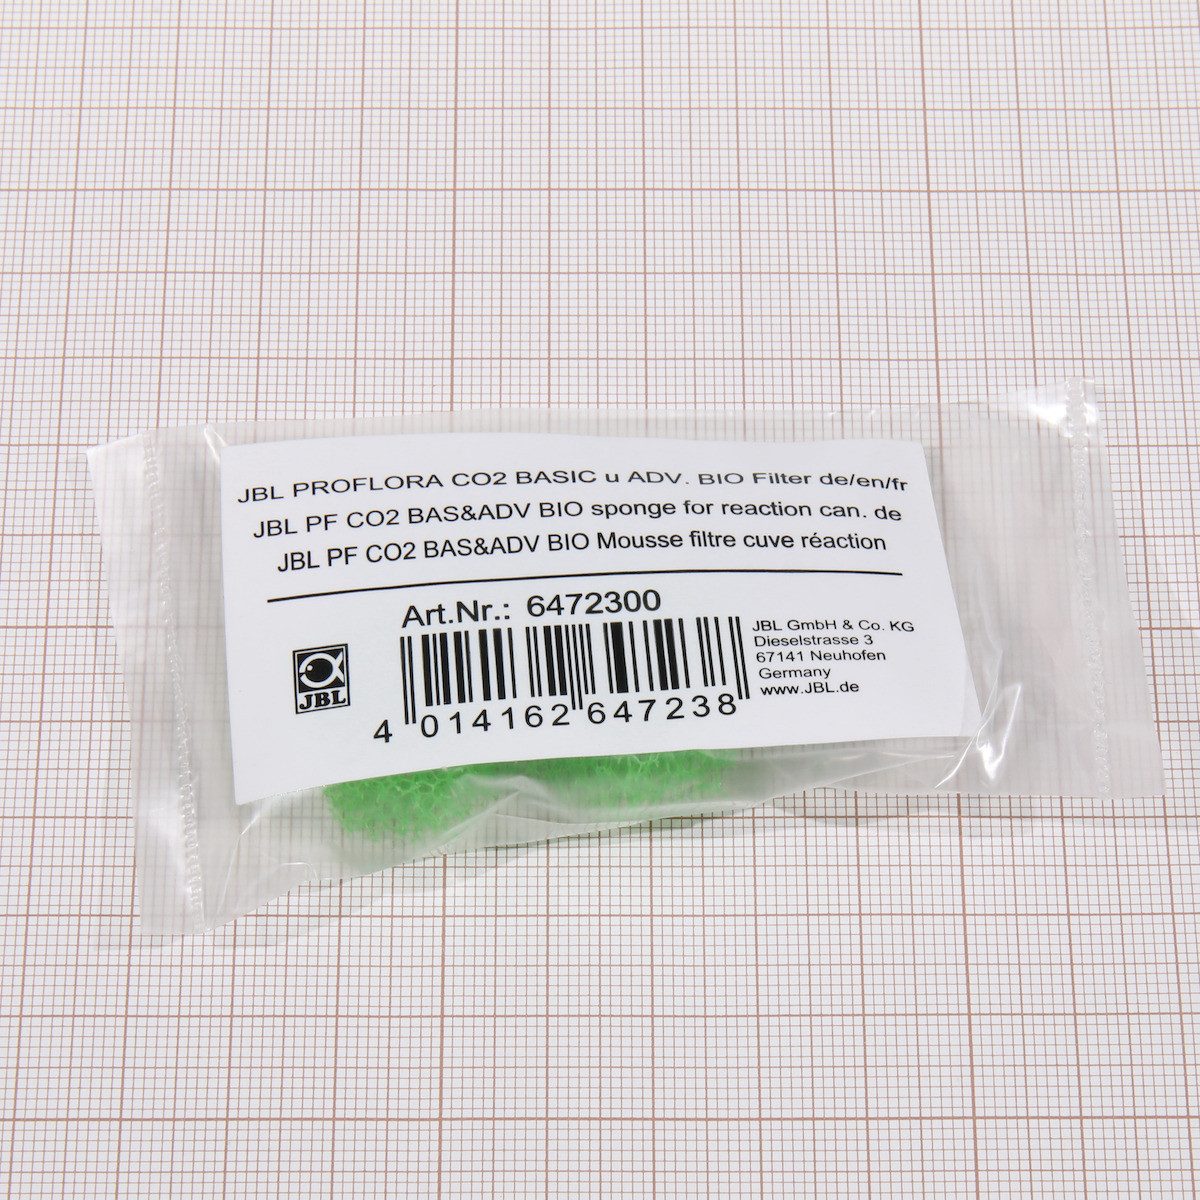 JBL PROFLORA CO2 BASIC u ADV. BIO Filter de/en/fr
JBL PF CO2 BAS&ADV BIO sponge for reaction can. de
JBL PF CO2 BAS&ADV BIO Mousse filtre cuve réaction
Art.Nr.: 6472300
JBL
4 014162 647238
JBL GmbH & Co. KG
Dieselstrasse 3
67141 Neuhofen
Germany
www.JBL.de